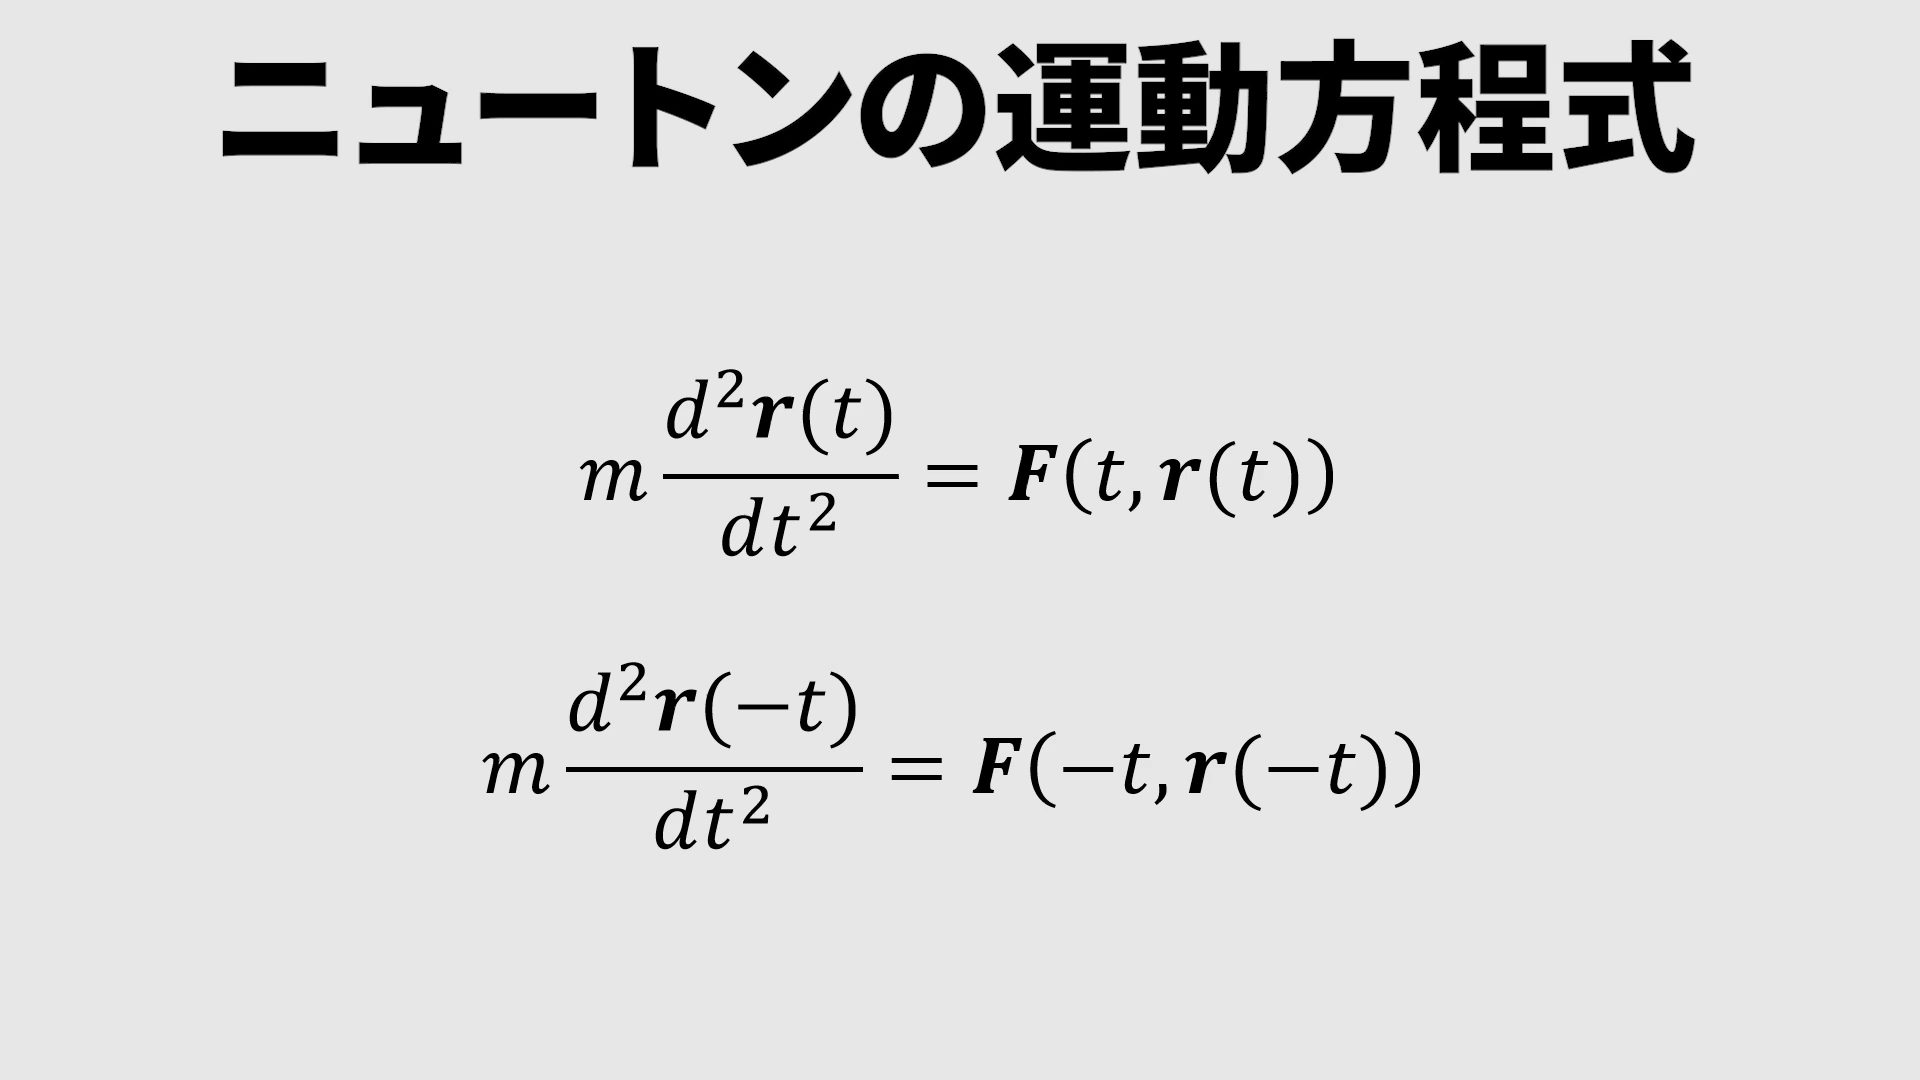 ニュートンの運動方程式
m d²r(t)/dt² = F(t, r(t))
m d²r(−t)/dt² = F(−t, r(−t))